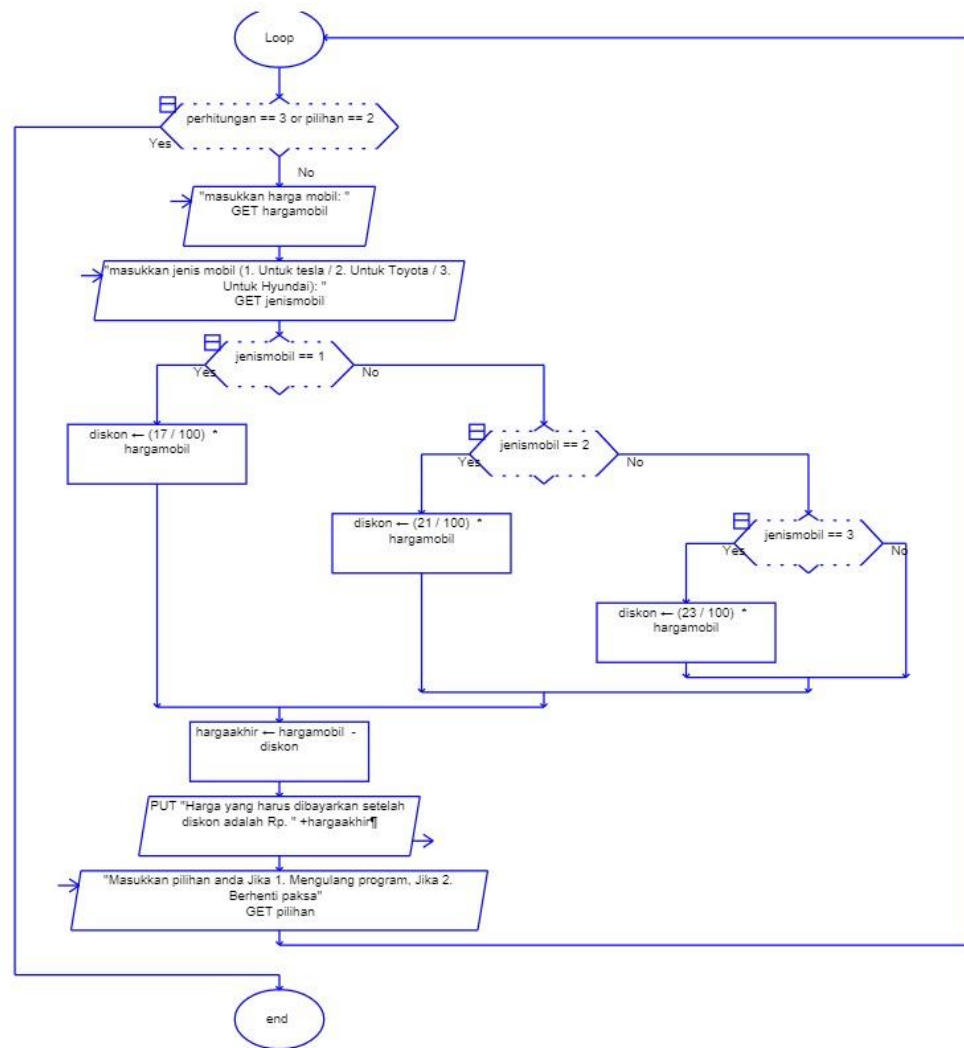 Loop
perhitungan == 3 or pilihan == 2
Yes
No
"masukkan harga mobil: "
GET hargamobil
"masukkan jenis mobil (1. Untuk tesla / 2. Untuk Toyota / 3.
Untuk Hyundai): "
GET jenismobil
jenismobil == 1
Yes
No
diskon ← (17 / 100) *
hargamobil
jenismobil == 2
Yes
No
diskon ← (21 / 100) *
hargamobil
jenismobil == 3
Yes
No
diskon ← (23 / 100) *
hargamobil
hargaakhir ← hargamobil -
diskon
PUT "Harga yang harus dibayarkan setelah
diskon adalah Rp. " +hargaakhir¶
"Masukkan pilihan anda Jika 1. Mengulang program, Jika 2.
Berhenti paksa"
GET pilihan
end